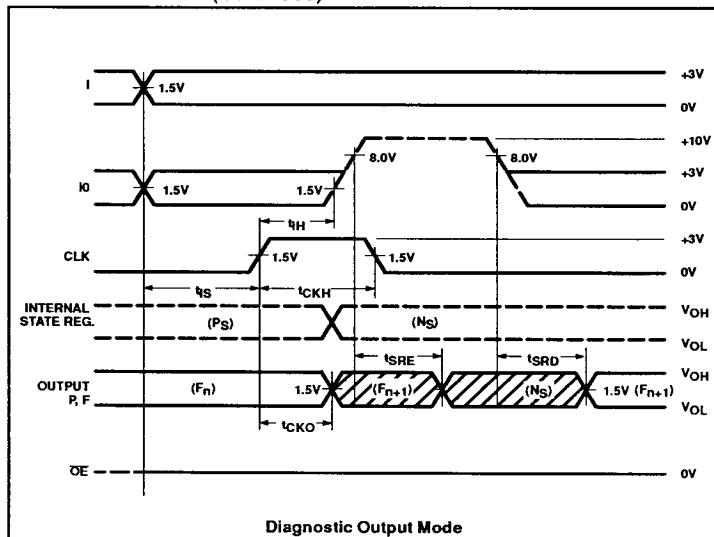 I
1.5V
+3V
0V
+10V
8.0V
8.0V
I0
1.5V
1.5V
+3V
0V
tIH
+3V
CLK
1.5V
1.5V
0V
tIS
tCKH
INTERNAL
STATE REG.
(PS)
(NS)
VOH
VOL
tSRE
tSRD
OUTPUT
P, F
(Fn)
1.5V
(Fn+1)
(NS)
1.5V (Fn+1)
VOH
VOL
tCKO
OE
0V
Diagnostic Output Mode